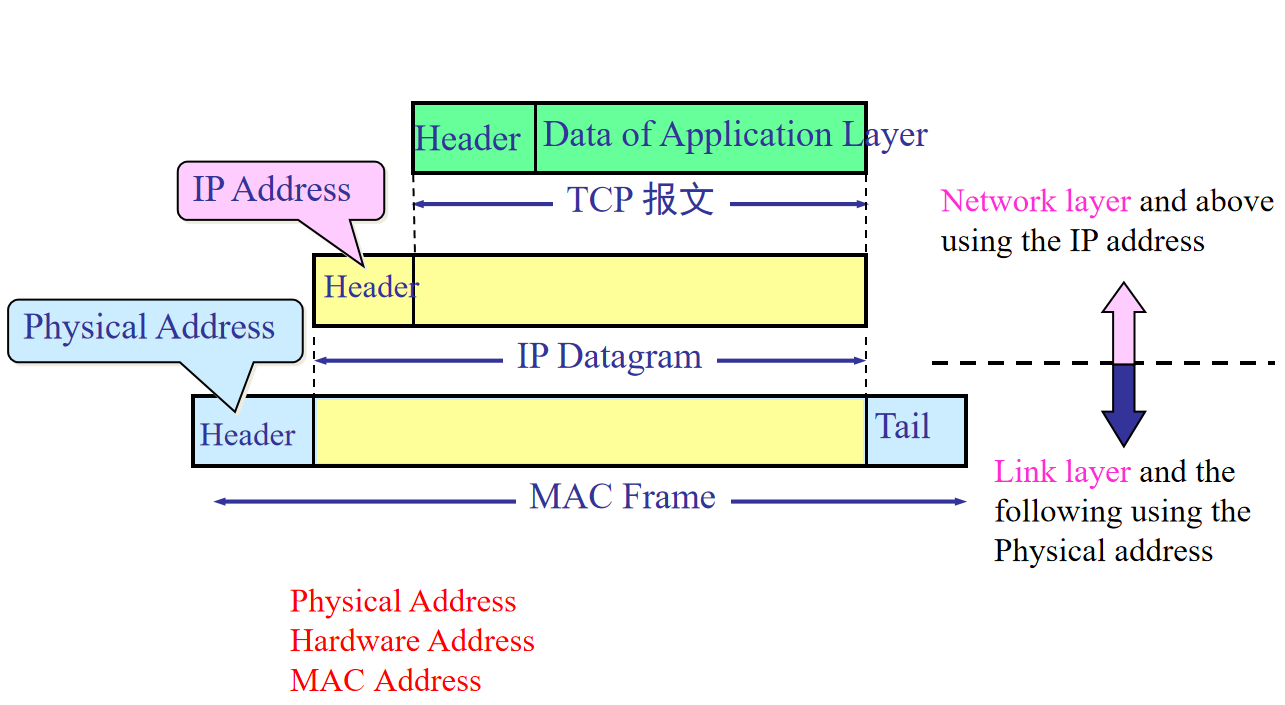 Header
Data of Application Layer
IP Address
TCP 报文
Network layer and above
using the IP address
Header
Physical Address
IP Datagram
Header
Tail
MAC Frame
Link layer and the
following using the
Physical address
Physical Address
Hardware Address
MAC Address